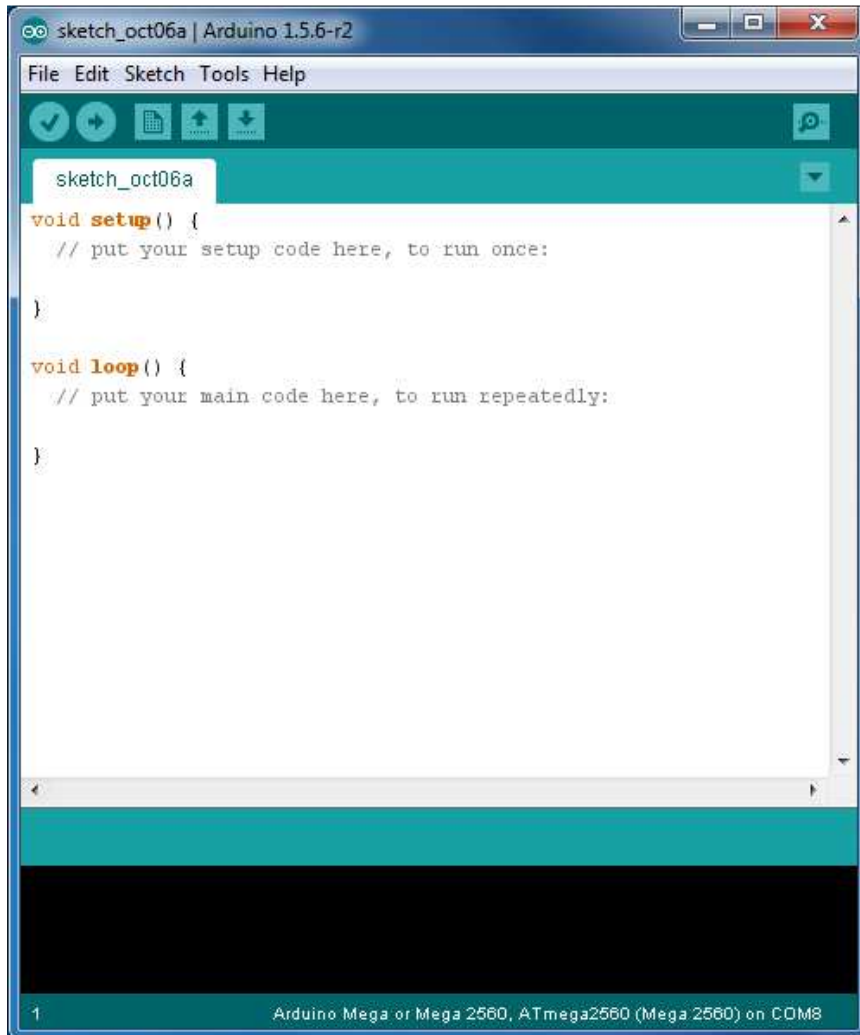 sketch_oct06a | Arduino 1.5.6-r2
File Edit Sketch Tools Help
sketch_oct06a
void setup() {
  // put your setup code here, to run once:
}
void loop() {
  // put your main code here, to run repeatedly:
}
1 Arduino Mega or Mega 2560, ATmega2560 (Mega 2560) on COM8